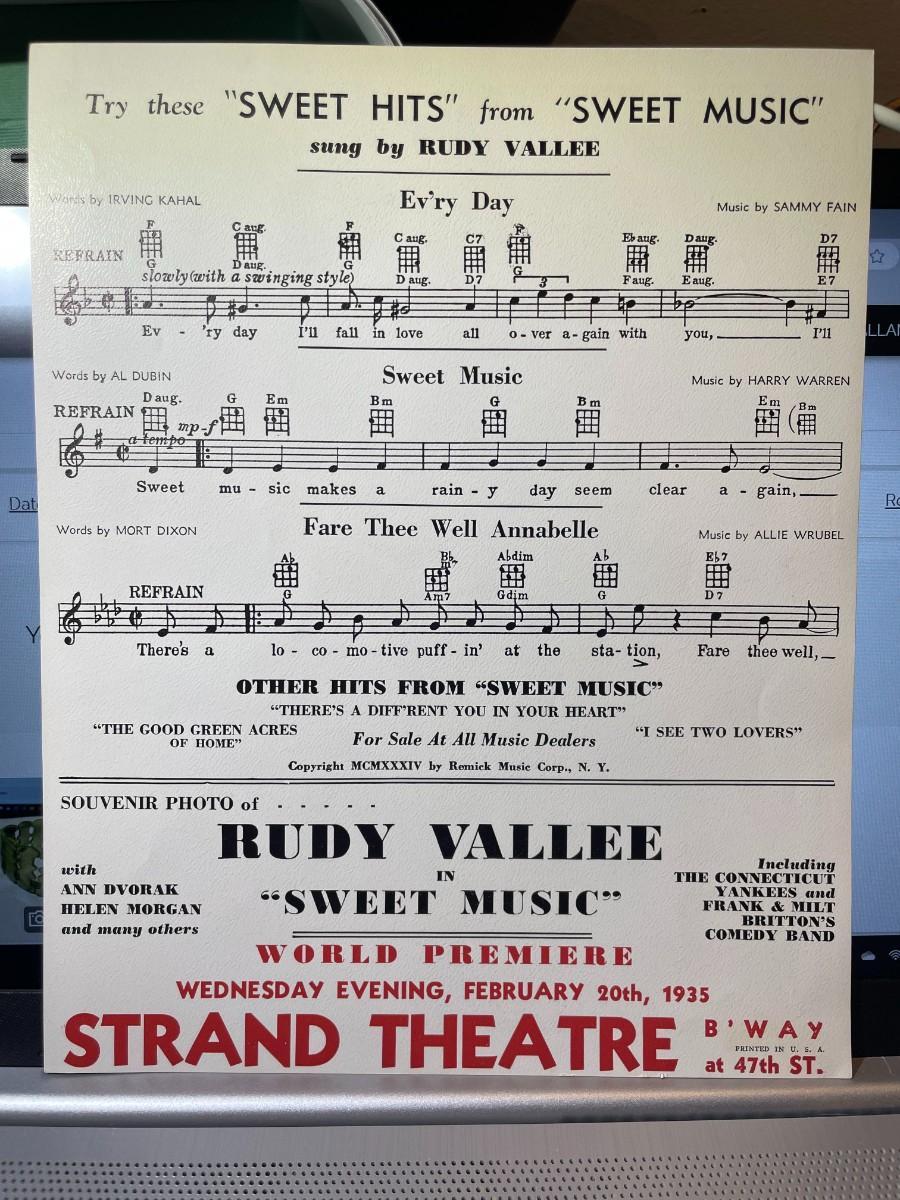 Try these "SWEET HITS" from "SWEET MUSIC"
sung by RUDY VALLEE
Words by IRVING KAHAL Ev'ry Day Music by SAMMY FAIN
F C aug. F C aug. C7 F E♭ aug. D aug. D7
REFRAIN G D aug. G D aug. D7 G F aug. E aug. E7
slowly (with a swinging style)
3
Ev - 'ry day I'll fall in love all o - ver a - gain with you, I'll
Words by AL DUBIN Sweet Music Music by HARRY WARREN
D aug. G Em Bm G Bm Em (Bm
REFRAIN mp-f
a tempo
Sweet mu - sic makes a rain - y day seem clear a - gain,
Words by MORT DIXON Fare Thee Well Annabelle Music by ALLIE WRUBEL
A♭ B♭m7 A♭dim A♭ E♭7
REFRAIN G Am7 Gdim G D7
There's a lo - co - mo - tive puff - in' at the sta - tion, Fare thee well,
OTHER HITS FROM "SWEET MUSIC"
"THERE'S A DIFF'RENT YOU IN YOUR HEART"
"THE GOOD GREEN ACRES
OF HOME"
For Sale At All Music Dealers
"I SEE TWO LOVERS"
Copyright MCMXXXIV by Remick Music Corp., N. Y.
SOUVENIR PHOTO of - - - - -
RUDY VALLEE
IN
"SWEET MUSIC"
with
ANN DVORAK
HELEN MORGAN
and many others
Including
THE CONNECTICUT
YANKEES and
FRANK & MILT
BRITTON'S
COMEDY BAND
WORLD PREMIERE
WEDNESDAY EVENING, FEBRUARY 20th, 1935
STRAND THEATRE
B'WAY
PRINTED IN U. S. A.
at 47th ST.